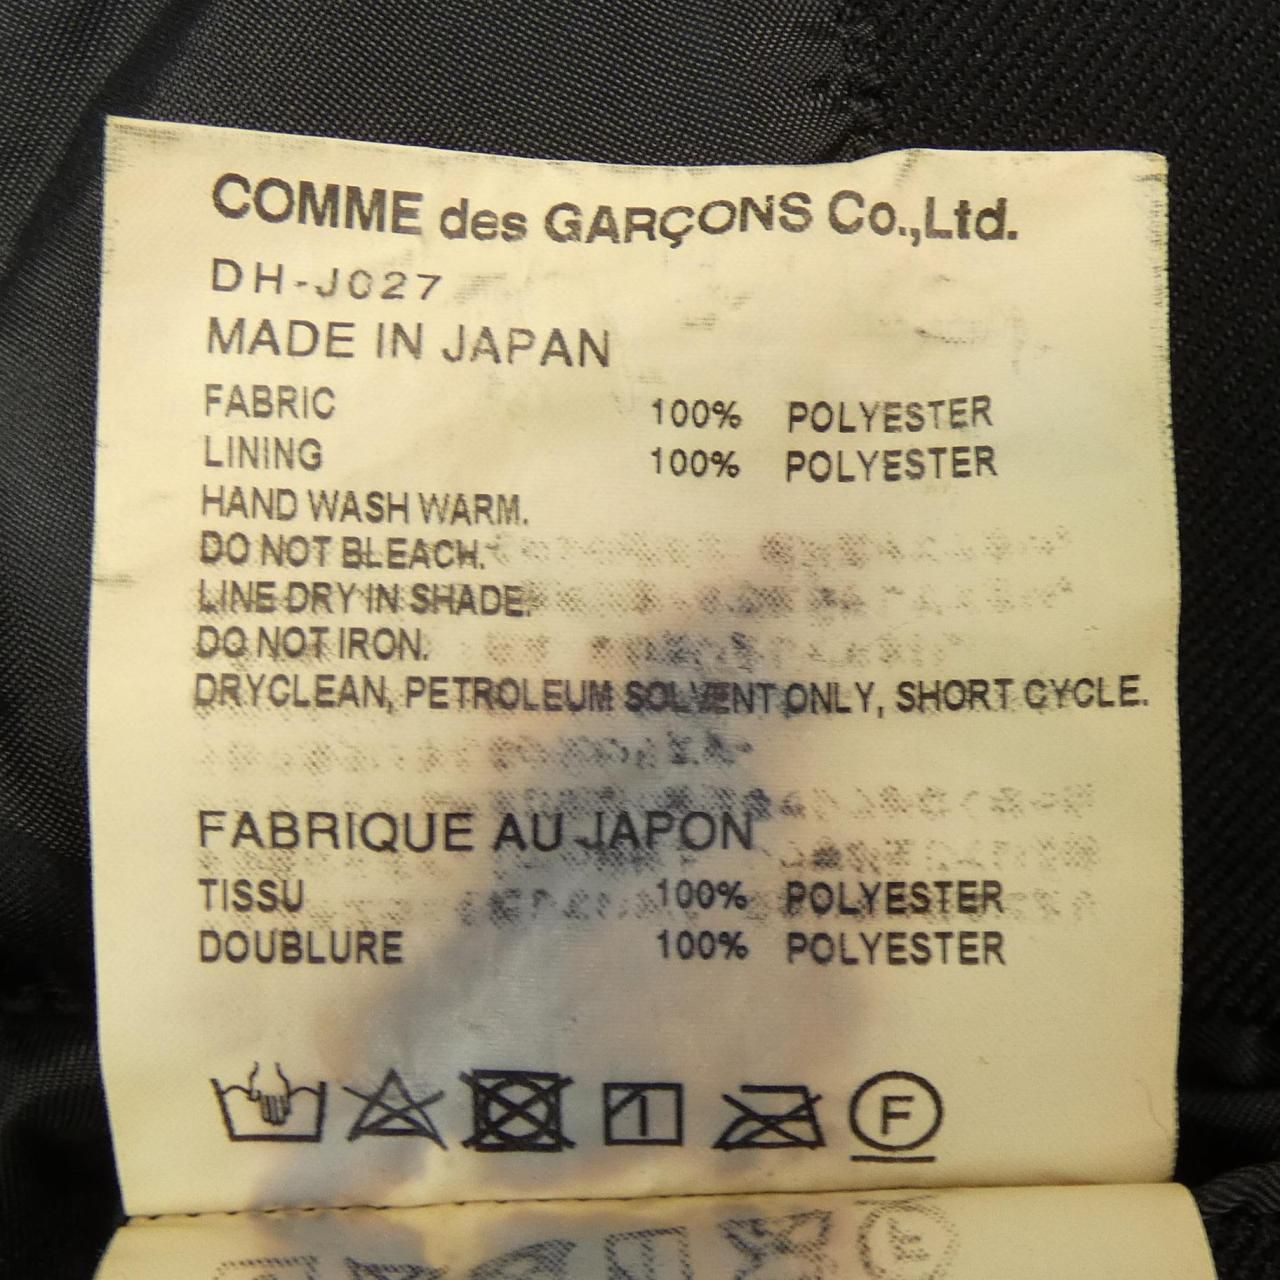 COMME des GARÇONS Co.,Ltd.
DH-J027
MADE IN JAPAN
FABRIC 100% POLYESTER
LINING 100% POLYESTER
HAND WASH WARM.
DO NOT BLEACH.
LINE DRY IN SHADE.
DO NOT IRON.
DRYCLEAN, PETROLEUM SOLVENT ONLY, SHORT CYCLE.
FABRIQUE AU JAPON
TISSU 100% POLYESTER
DOUBLURE 100% POLYESTER
F